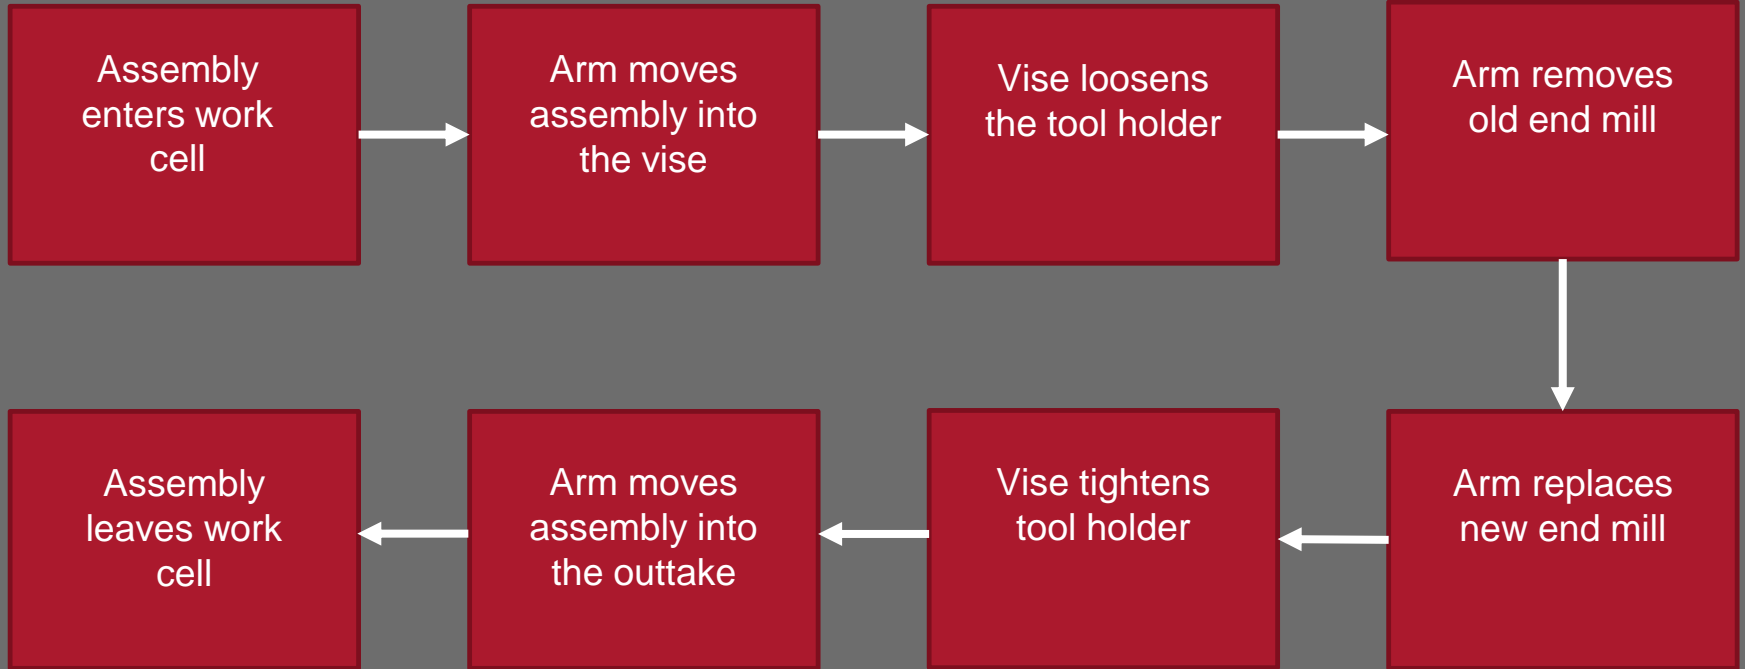 Assembly
enters work
cell
Arm moves
assembly into
the vise
Vise loosens
the tool holder
Arm removes
old end mill
Arm replaces
new end mill
Vise tightens
tool holder
Arm moves
assembly into
the outtake
Assembly
leaves work
cell